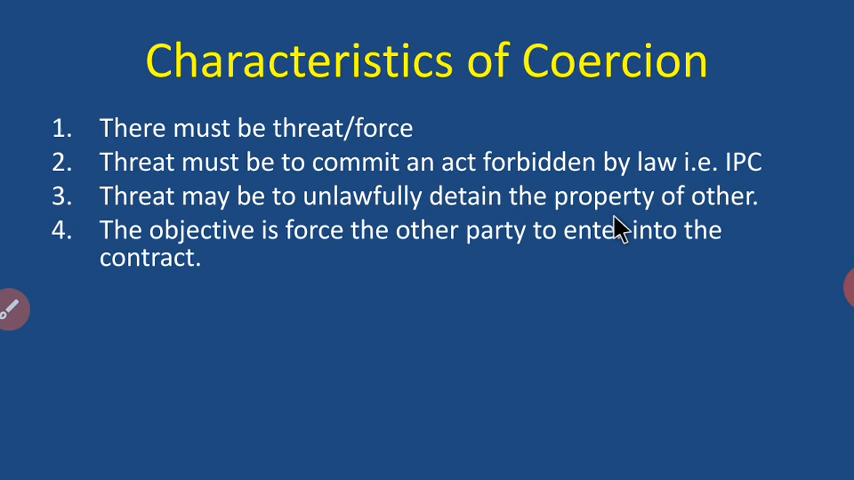 Characteristics of Coercion
1. There must be threat/force
2. Threat must be to commit an act forbidden by law i.e. IPC
3. Threat may be to unlawfully detain the property of other.
4. The objective is force the other party to enter into the
contract.